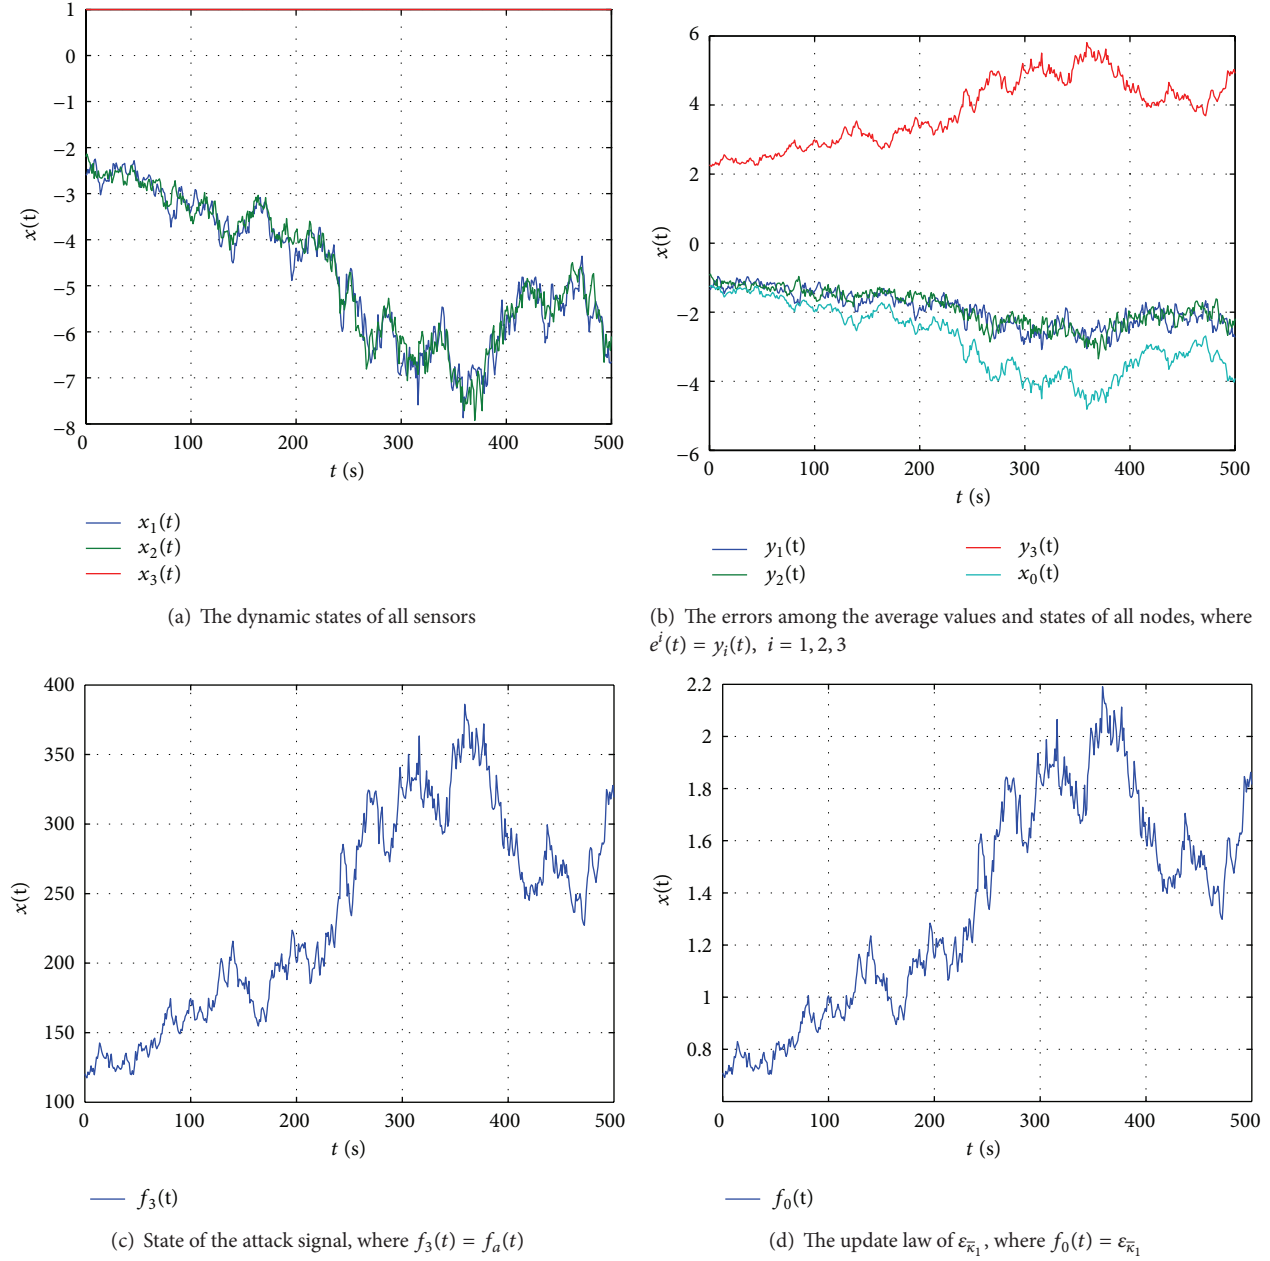 1
0
−1
−2
−3
−4
−5
−6
−7
−8
x(t)
0 100 200 300 400 500
t (s)
x₁(t)
x₂(t)
x₃(t)
(a) The dynamic states of all sensors
6
4
2
0
−2
−4
−6
x(t)
0 100 200 300 400 500
t (s)
y₁(t) y₃(t)
y₂(t) x₀(t)
(b) The errors among the average values and states of all nodes, where
eⁱ(t) = yᵢ(t), i = 1, 2, 3
400
350
300
250
200
150
100
x(t)
0 100 200 300 400 500
t (s)
f₃(t)
(c) State of the attack signal, where f₃(t) = fₐ(t)
2.2
2
1.8
1.6
1.4
1.2
1
0.8
x(t)
0 100 200 300 400 500
t (s)
f₀(t)
(d) The update law of ε_κ̅₁, where f₀(t) = ε_κ̅₁